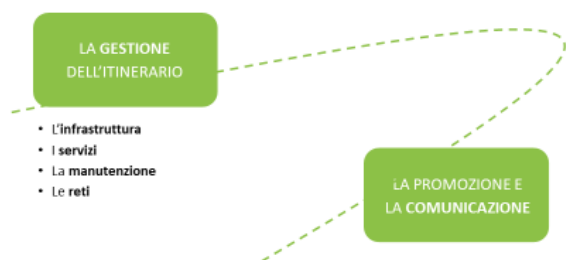 LA GESTIONE
DELL'ITINERARIO
• L'infrastruttura
• I servizi
• La manutenzione
• Le reti
LA PROMOZIONE E
LA COMUNICAZIONE